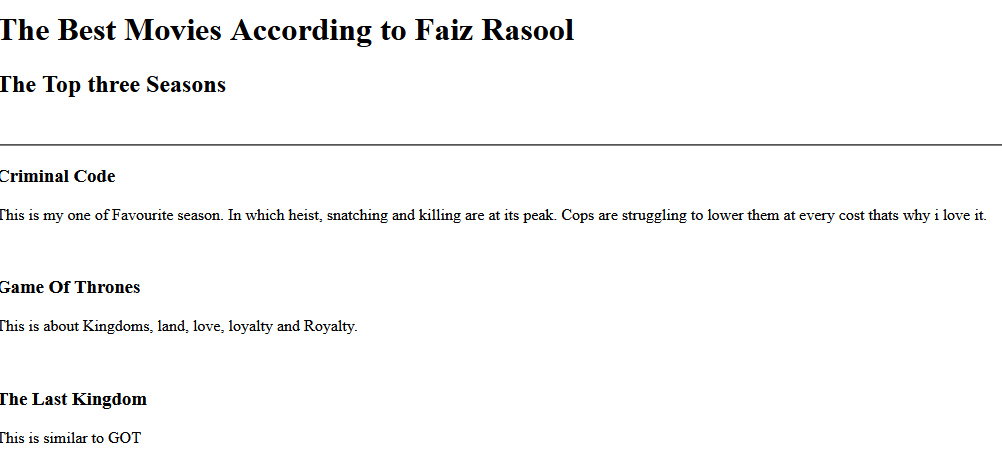 The Best Movies According to Faiz Rasool
The Top three Seasons
Criminal Code
This is my one of Favourite season. In which heist, snatching and killing are at its peak. Cops are struggling to lower them at every cost thats why i love it.
Game Of Thrones
This is about Kingdoms, land, love, loyalty and Royalty.
The Last Kingdom
This is similar to GOT